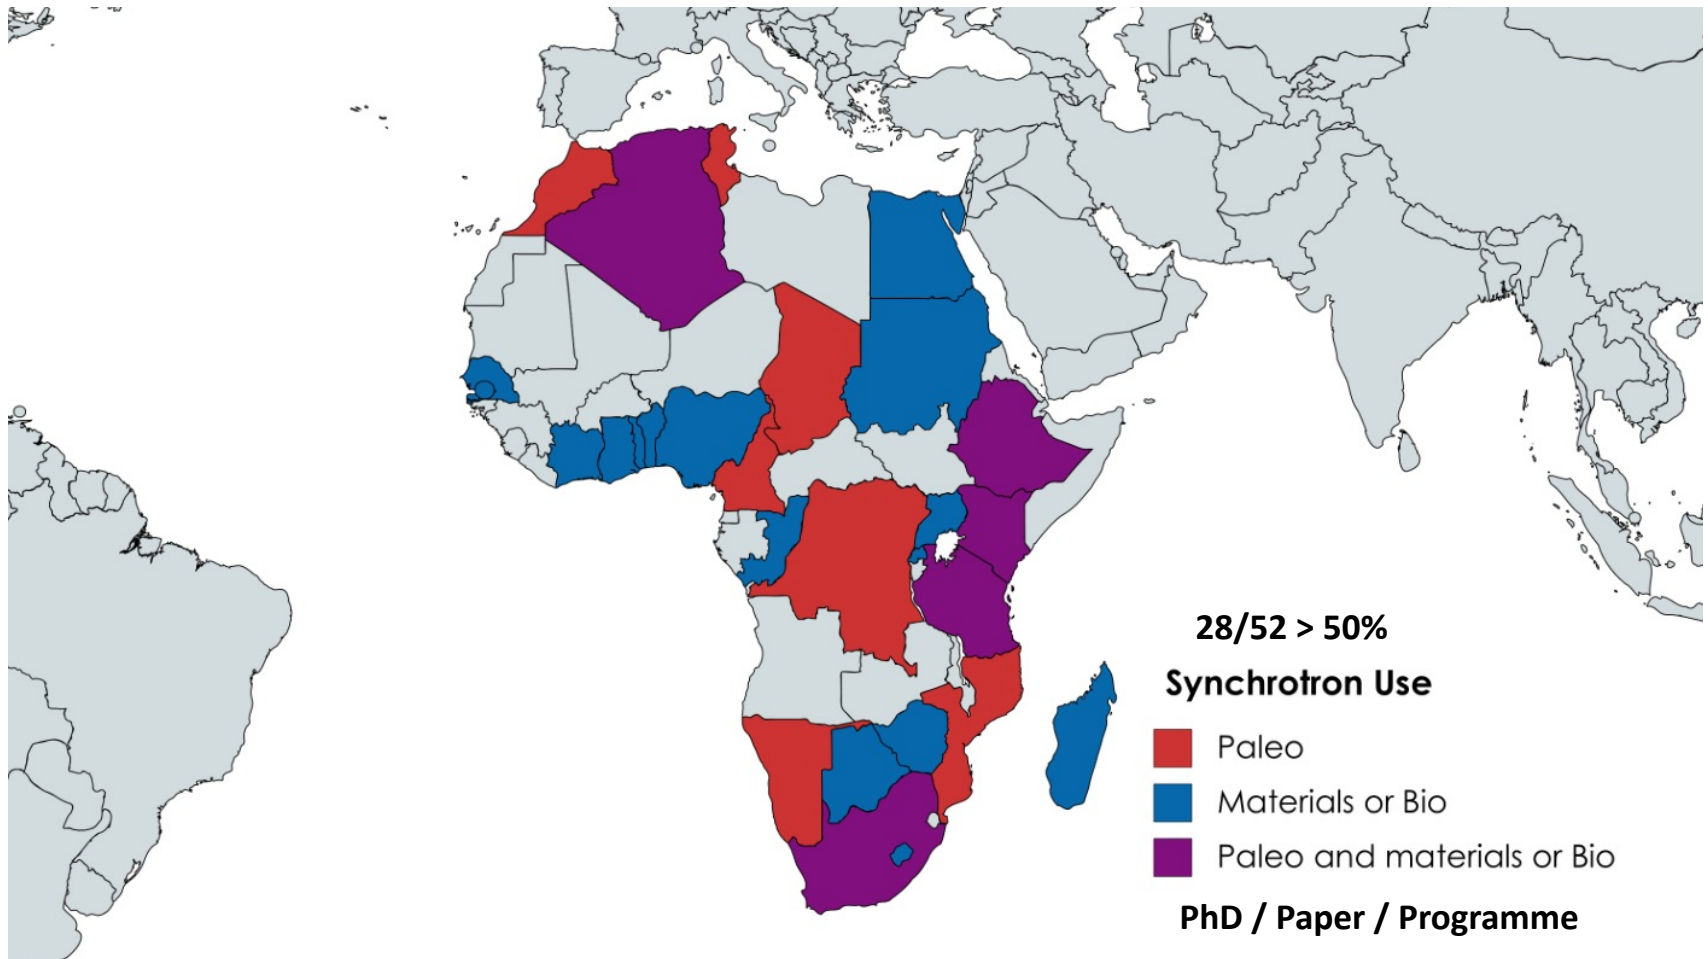 28/52 > 50%
Synchrotron Use
Paleo
Materials or Bio
Paleo and materials or Bio
PhD / Paper / Programme